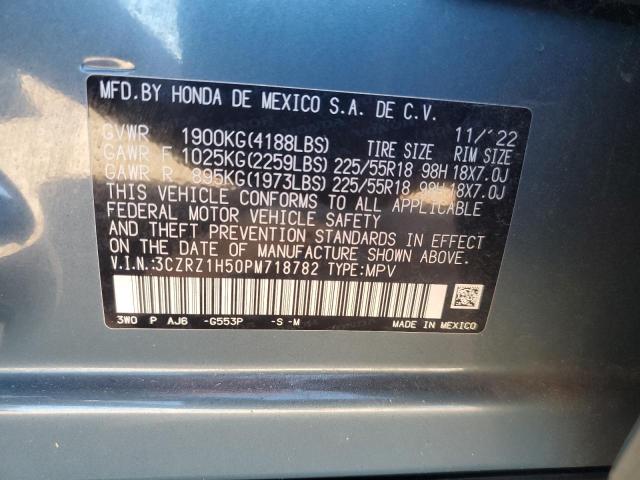 MFD.BY HONDA DE MEXICO S.A. DE C.V.
11/'22
GVWR 1900KG(4188LBS) TIRE SIZE RIM SIZE
GAWR F 1025KG(2259LBS) 225/55R18 98H 18X7.0J
GAWR R 895KG(1973LBS) 225/55R18 98H 18X7.0J
THIS VEHICLE CONFORMS TO ALL APPLICABLE
FEDERAL MOTOR VEHICLE SAFETY
AND THEFT PREVENTION STANDARDS IN EFFECT
ON THE DATE OF MANUFACTURE SHOWN ABOVE.
V.I.N.:3CZRZ1H50PM718782 TYPE:MPV
3WO P AJ6 -G553P -S -M MADE IN MEXICO